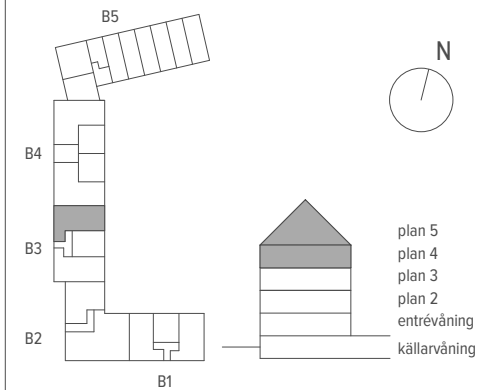 B5
N
B4
B3
B2
B1
plan 5
plan 4
plan 3
plan 2
entrévåning
källarvåning